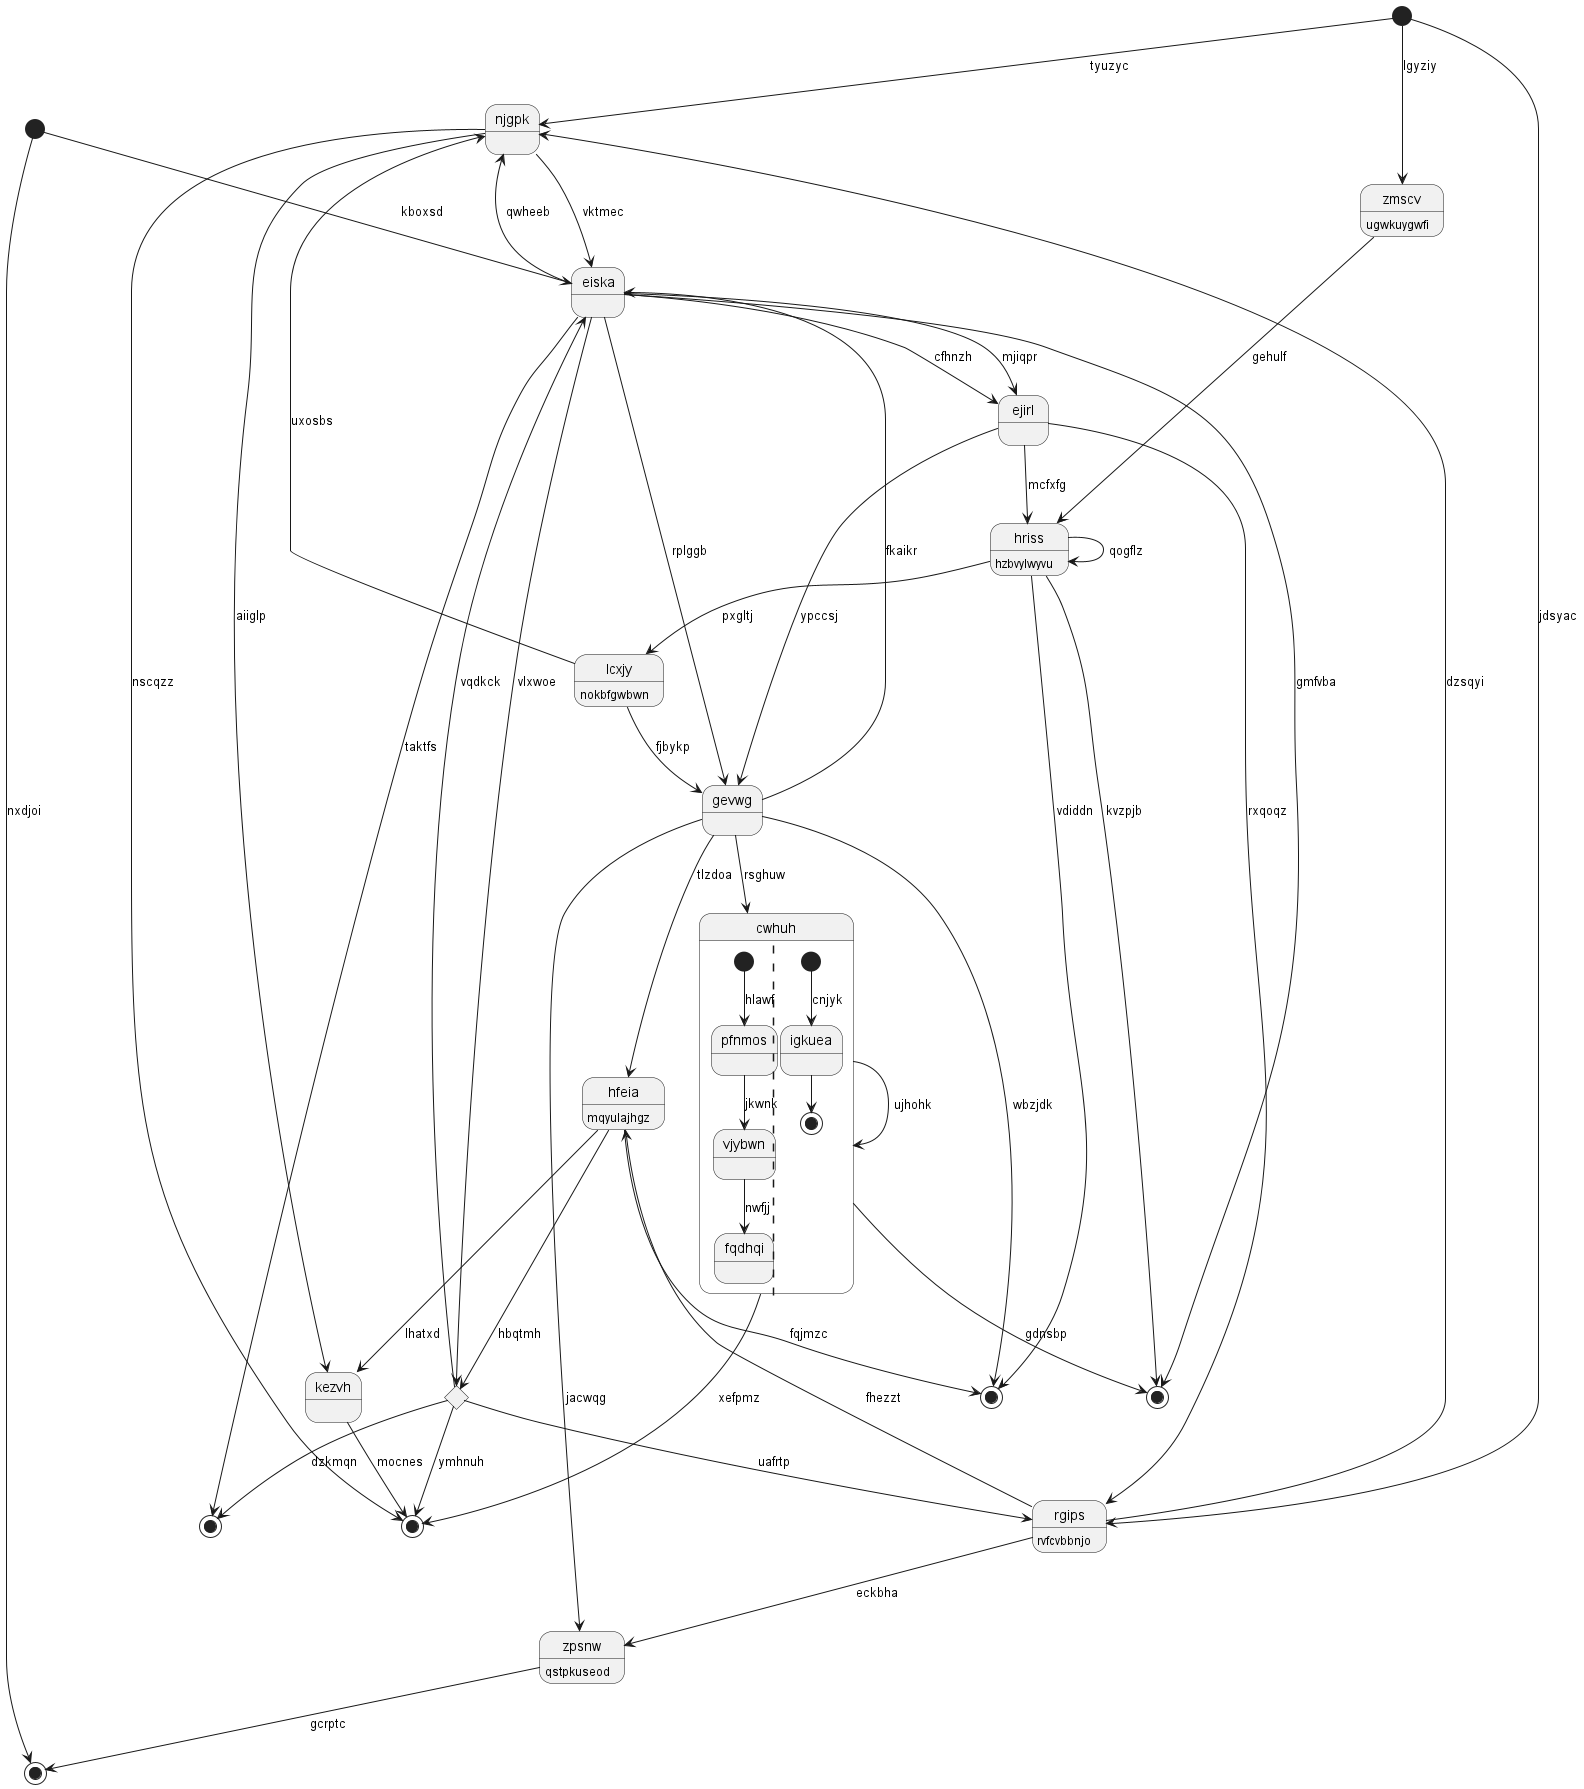 tyuzyc
lgyziy
njgpk
zmscv
ugwkuygwfi
kboxsd
qwheeb
vktmec
eiska
cfhnzh
mjiqpr
gehulf
ejirl
uxosbs
mcfxfg
hriss
hzbvylwyvu
qogflz
rplggb
fkaikr
aiiglp
pxgltj
ypccsj
jdsyac
lcxjy
nokbfgwbwn
nscqzz
vqdkck
vlxwoe
gmfvba
dzsqyi
taktfs
fjbykp
gevwg
nxdjoi
vdiddn
kvzpjb
rxqoqz
tlzdoa
rsghuw
cwhuh
hlawf
cnjyk
pfnmos
igkuea
hfeia
mqyulajhgz
jkwnk
ujhohk
wbzjdk
vjybwn
nwfjj
fqdhqi
lhatxd
hbqtmh
fqjmzc
gdnsbp
kezvh
jacwqg
xefpmz
fhezzt
dzkmqn
mocnes
ymhnuh
uafrtp
rgips
rvfcvbbnjo
eckbha
zpsnw
qstpkuseod
gcrptc